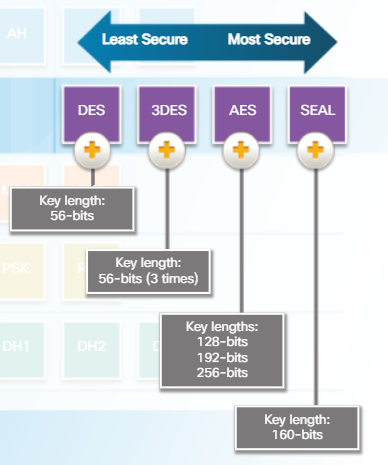 AH
Least Secure Most Secure
DES 3DES AES SEAL
Key length:
56-bits
Key length:
56-bits (3 times)
PSK
Key lengths:
128-bits
192-bits
256-bits
DH1 DH2
Key length:
160-bits